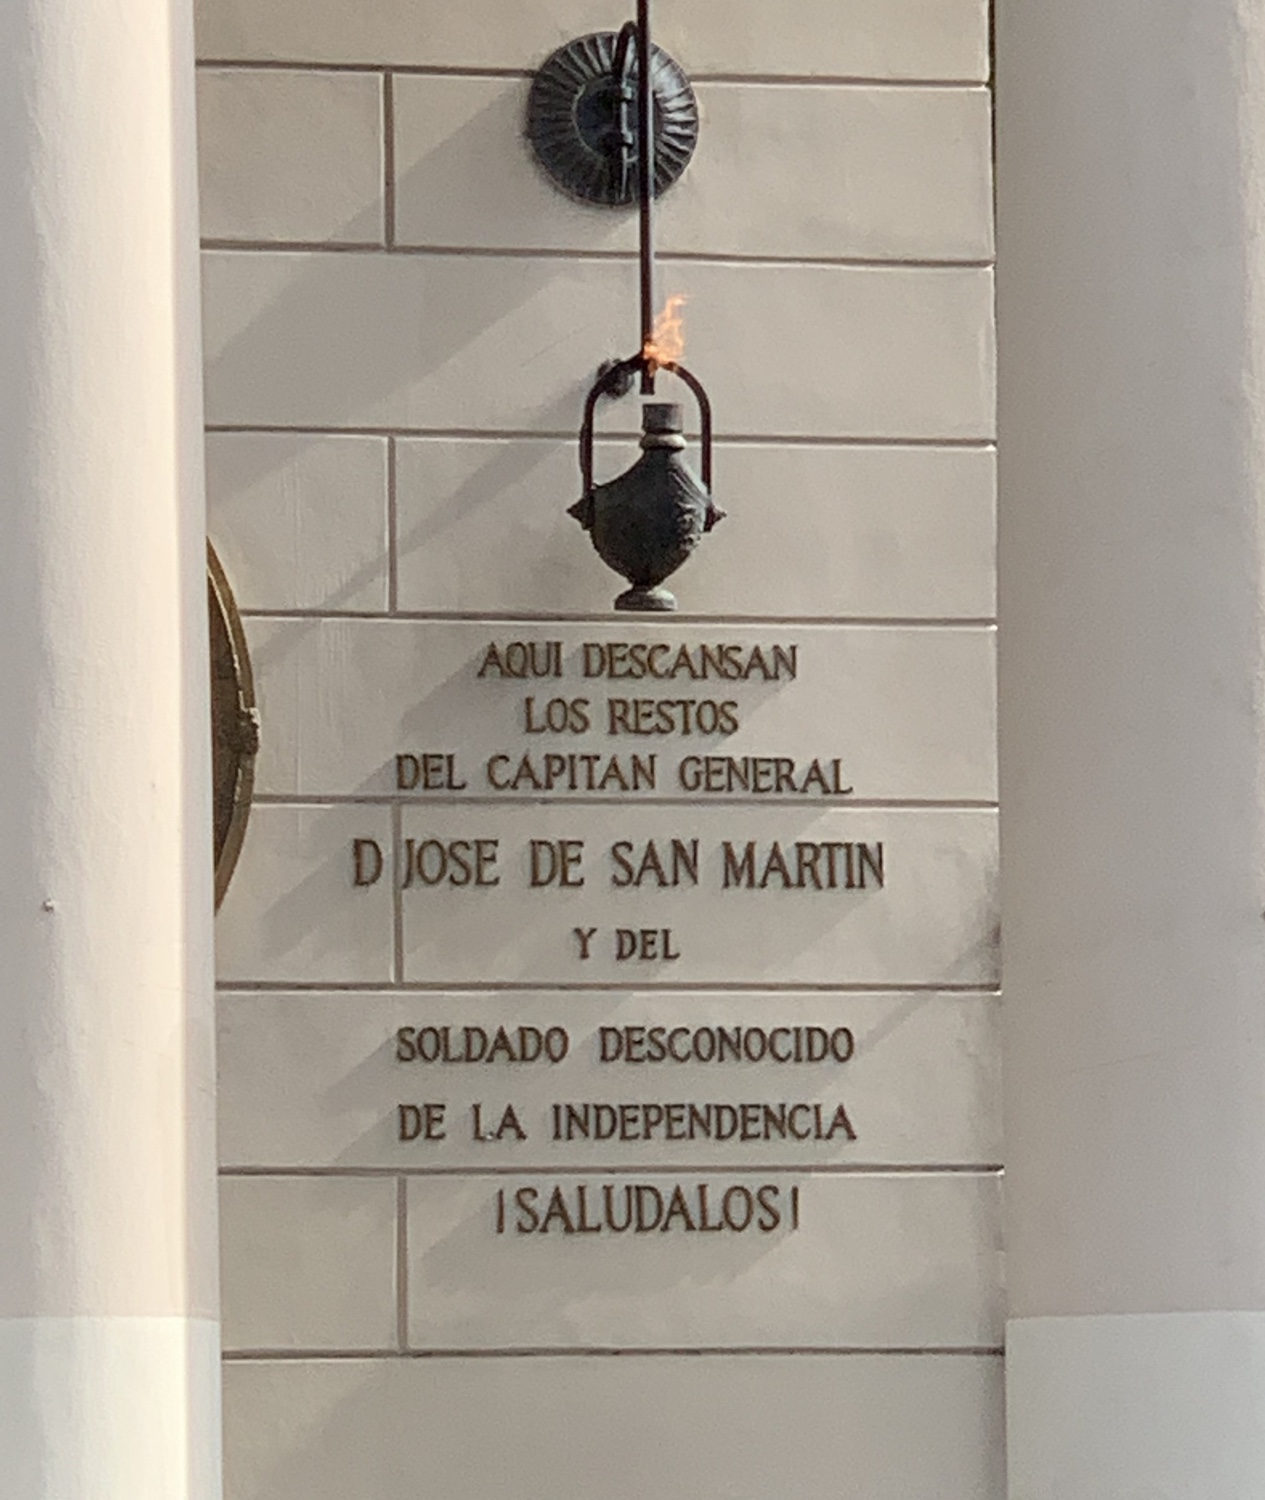 AQUI DESCANSAN
LOS RESTOS
DEL CAPITAN GENERAL
D JOSE DE SAN MARTIN
Y DEL
SOLDADO DESCONOCIDO
DE LA INDEPENDENCIA
¡SALUDALOS!